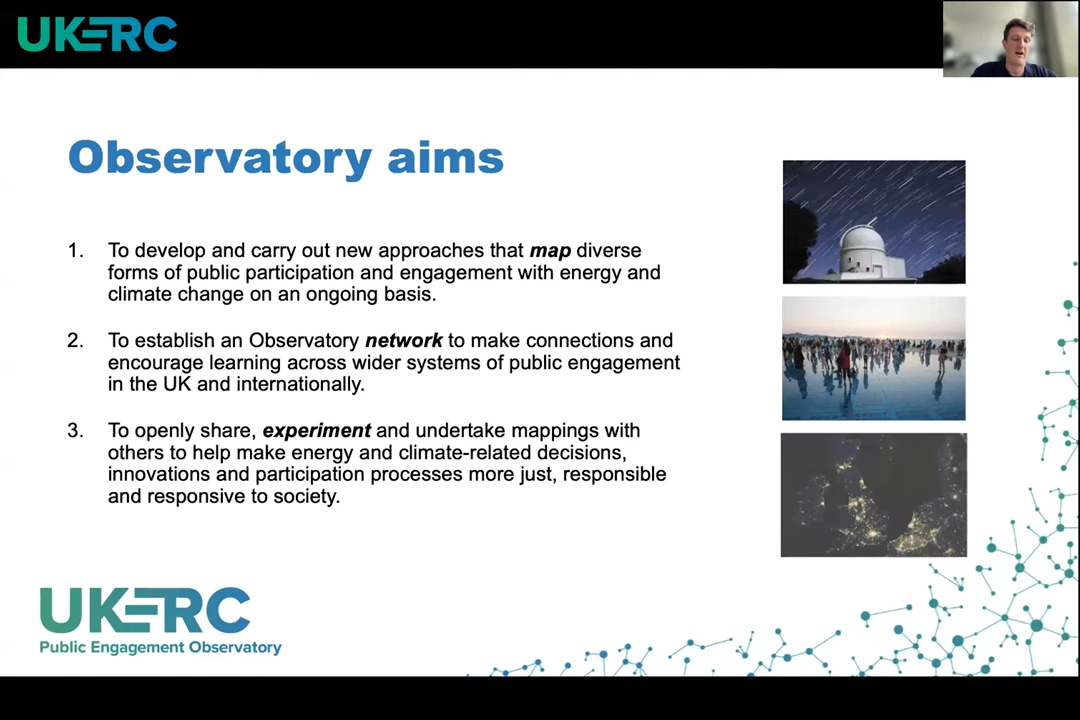 UKERC
Observatory aims
1. To develop and carry out new approaches that map diverse
forms of public participation and engagement with energy and
climate change on an ongoing basis.
2. To establish an Observatory network to make connections and
encourage learning across wider systems of public engagement
in the UK and internationally.
3. To openly share, experiment and undertake mappings with
others to help make energy and climate-related decisions,
innovations and participation processes more just, responsible
and responsive to society.
UKERC
Public Engagement Observatory